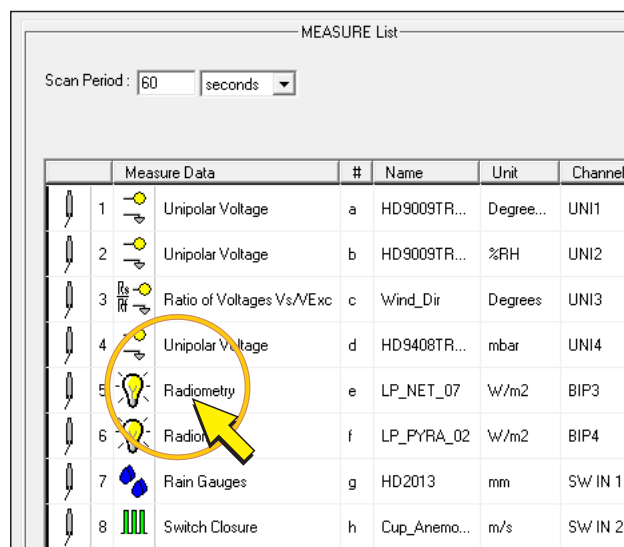 MEASURE List
Scan Period : 60 seconds
Measure Data # Name Unit Channel
1 Unipolar Voltage a HD9009TR... Degree... UNI1
2 Unipolar Voltage b HD9009TR... %RH UNI2
3 Rs Rf Ratio of Voltages Vs/VExc c Wind_Dir Degrees UNI3
4 Unipolar Voltage d HD9408TR... mbar UNI4
5 Radiometry e LP_NET_07 W/m2 BIP3
6 f LP_PYRA_02 W/m2 BIP4
7 Rain Gauges g HD2013 mm SW IN 1
8 Switch Closure h Cup_Anemo... m/s SW IN 2